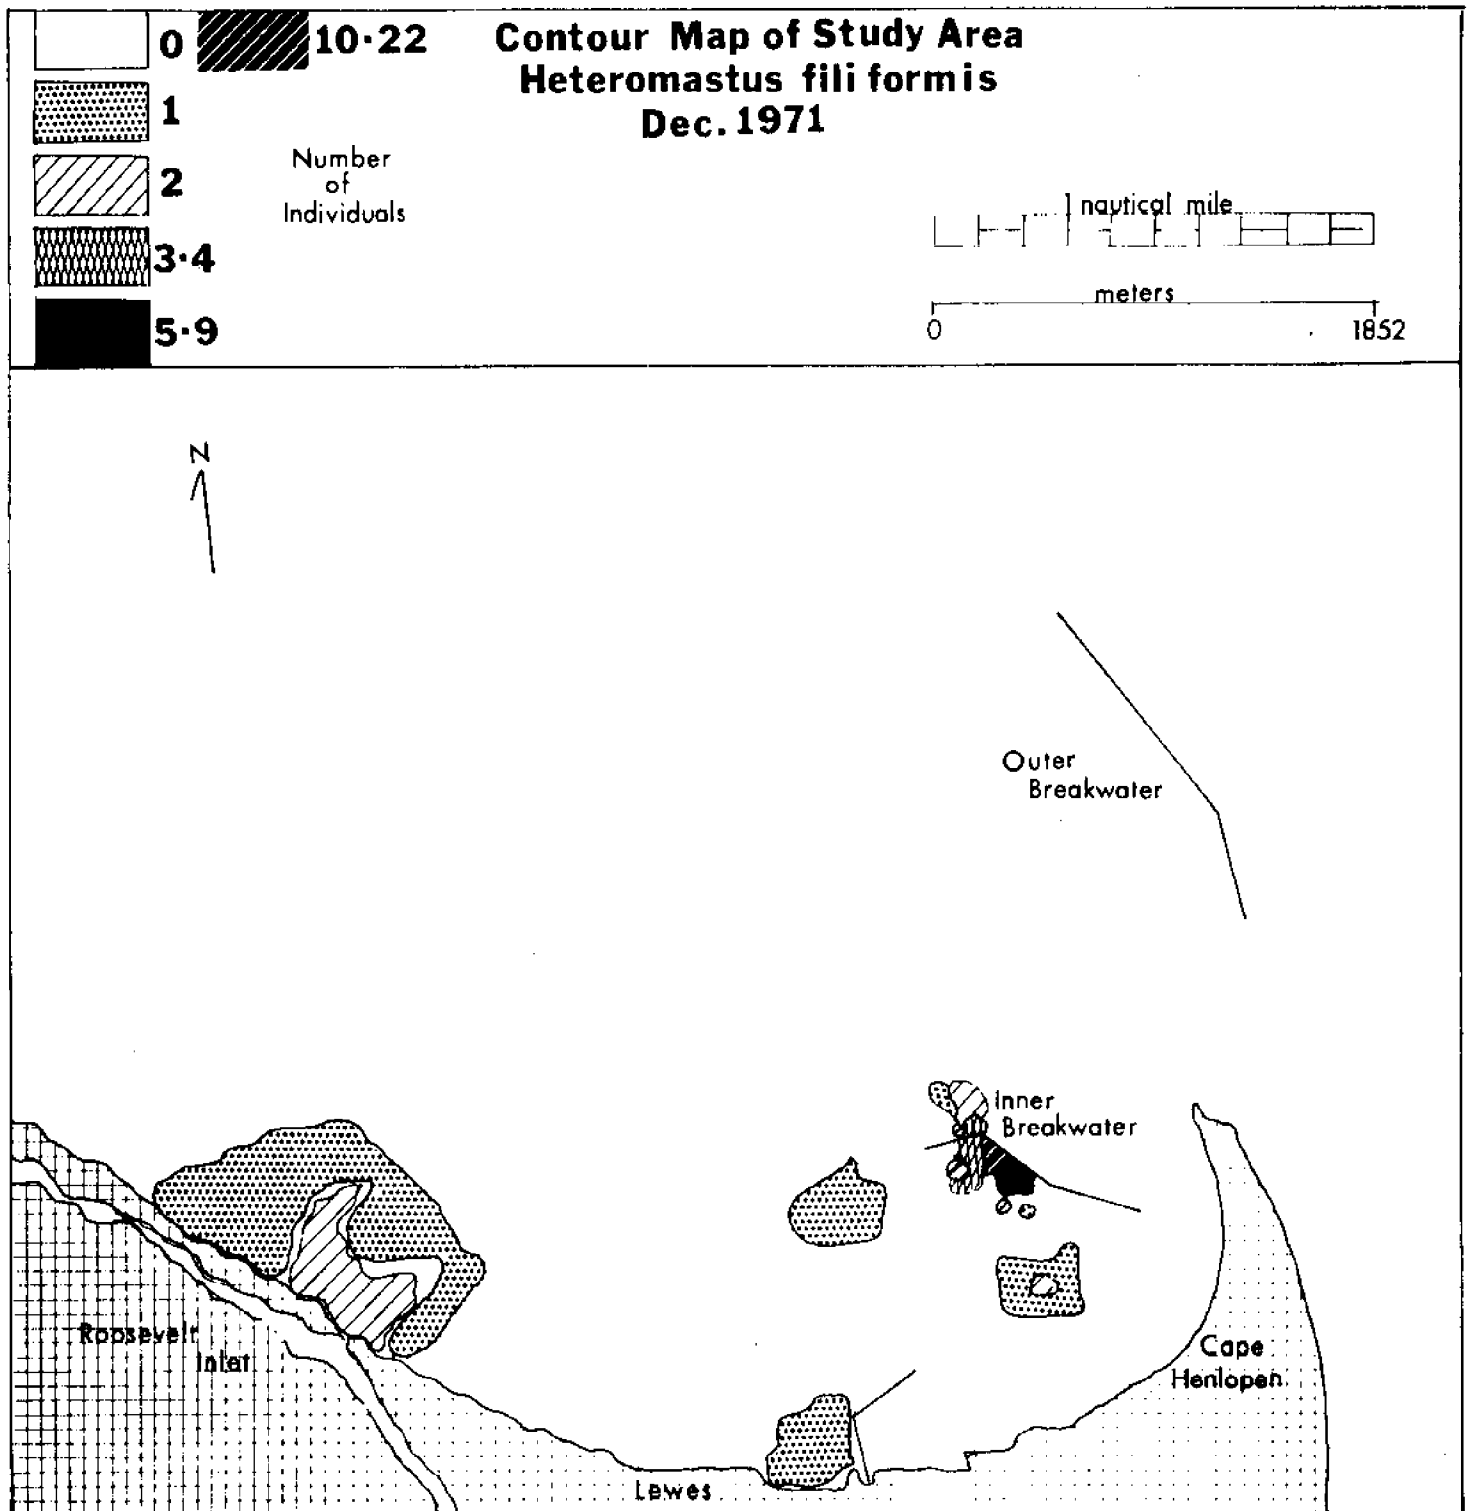 0
10·22
1
2
3·4
5·9
Number
of
Individuals
Contour Map of Study Area
Heteromastus fili formis
Dec. 1971
1 nautical mile
meters
0
1852
N
Outer
Breakwater
Inner
Breakwater
Roosevelt
Inlet
Cape
Henlopen
Lewes